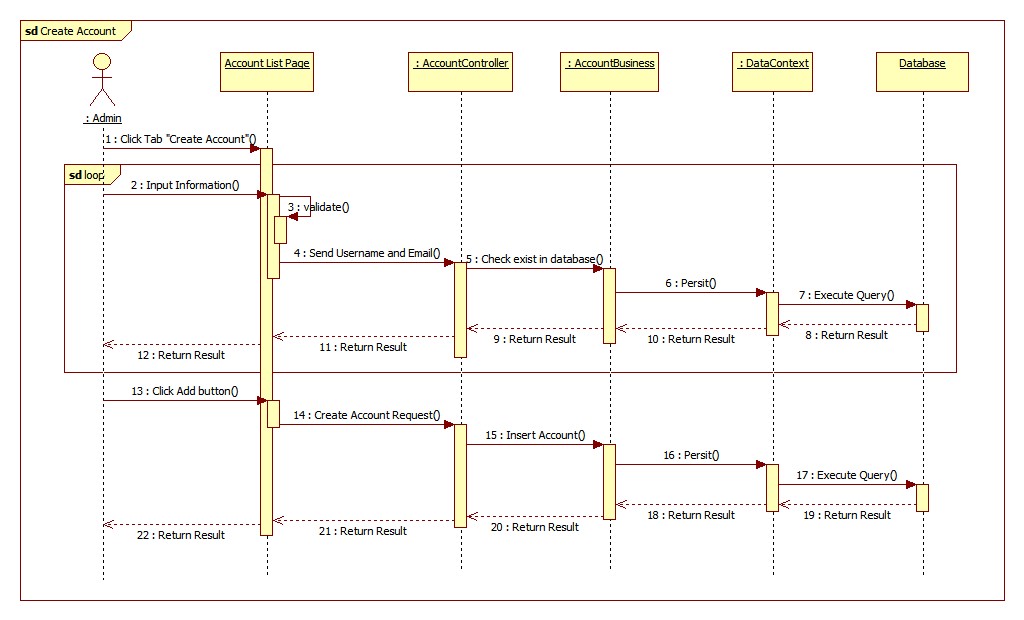 sd Create Account
Account List Page
: AccountController
: AccountBusiness
: DataContext
Database
: Admin
1 : Click Tab "Create Account"()
sd loop
2 : Input Information()
3 : validate()
4 : Send Username and Email()
5 : Check exist in database()
6 : Persit()
7 : Execute Query()
8 : Return Result
10 : Return Result
9 : Return Result
11 : Return Result
12 : Return Result
13 : Click Add button()
14 : Create Account Request()
15 : Insert Account()
16 : Persit()
17 : Execute Query()
19 : Return Result
18 : Return Result
20 : Return Result
21 : Return Result
22 : Return Result